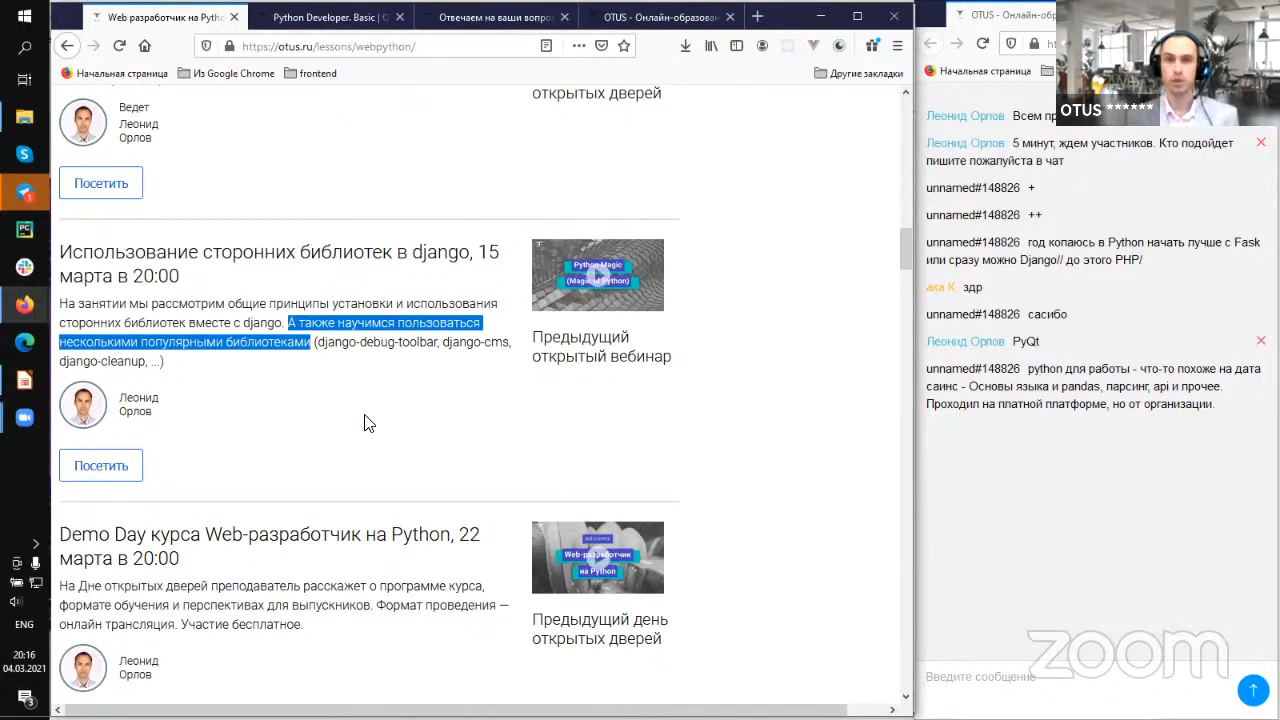 Web разработчик на Pytho
Python Developer. Basic | O
Отвечаем на ваши вопрос
OTUS - Онлайн-образован
OTUS - Онлайн-об
https://otus.ru/lessons/webpython/
Начальная страница
Из Google Chrome
frontend
Другие закладки
Начальная страница
открытых дверей
Ведет
Леонид
Орлов
Посетить
Использование сторонних библиотек в django, 15
марта в 20:00
На занятии мы рассмотрим общие принципы установки и использования
сторонних библиотек вместе с django. А также научимся пользоваться
несколькими популярными библиотеками (django-debug-toolbar, django-cms,
django-cleanup, ...)
Леонид
Орлов
Посетить
Python Magic
(Magic of Python)
Предыдущий
открытый вебинар
Demo Day курса Web-разработчик на Python, 22
марта в 20:00
На Дне открытых дверей преподаватель расскажет о программе курса,
формате обучения и перспективах для выпускников. Формат проведения —
онлайн трансляция. Участие бесплатное.
Леонид
Орлов
Web-разработчик
на Python
Предыдущий день
открытых дверей
OTUS ******
Леонид Орлов Всем пр
Леонид Орлов 5 минут, ждем участников. Кто подойдет
пишите пожалуйста в чат
unnamed#148826 +
unnamed#148826 ++
unnamed#148826 год копаюсь в Python начать лучше с Fask
или сразу можно Django// до этого PHP/
ака К здр
unnamed#148826 сасибо
Леонид Орлов PyQt
unnamed#148826 python для работы - что-то похоже на дата
саинс - Основы языка и pandas, парсинг, api и прочее.
Проходил на платной платформе, но от организации.
Введите сообщение
zoom
ENG
20:16
04.03.2021
3